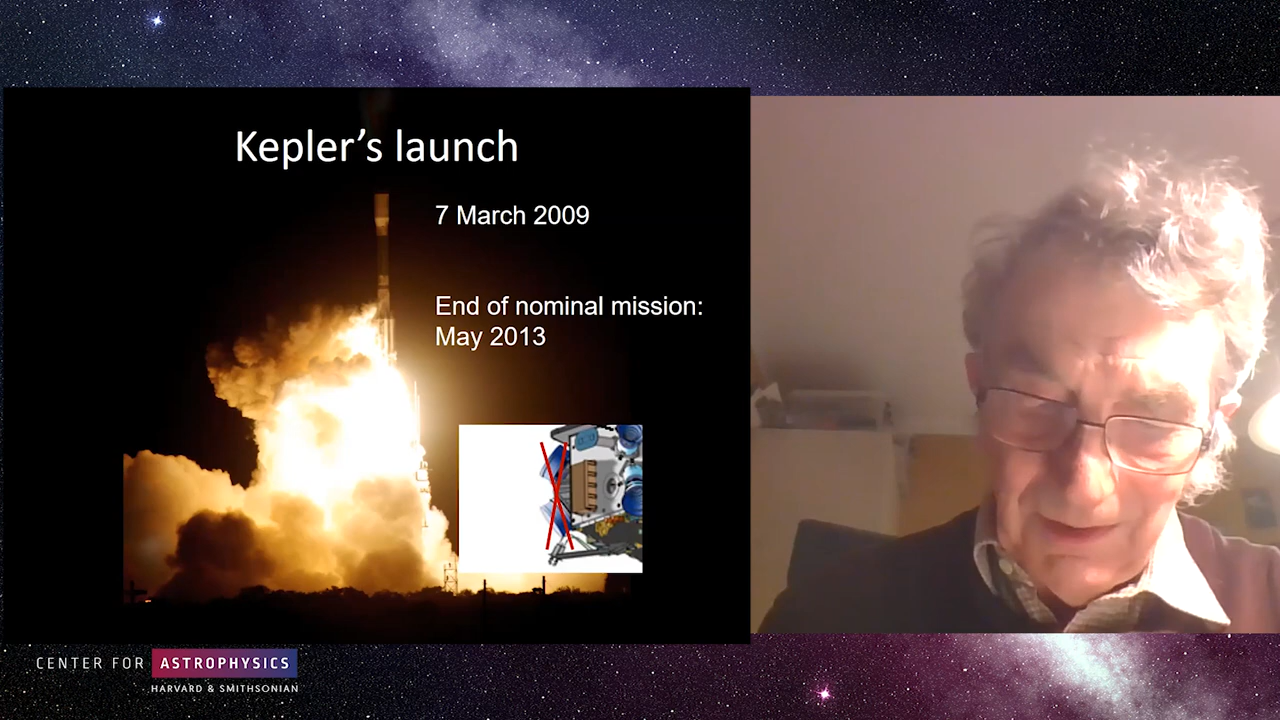 Kepler’s launch
7 March 2009
End of nominal mission:
May 2013
CENTER FOR ASTROPHYSICS
HARVARD & SMITHSONIAN